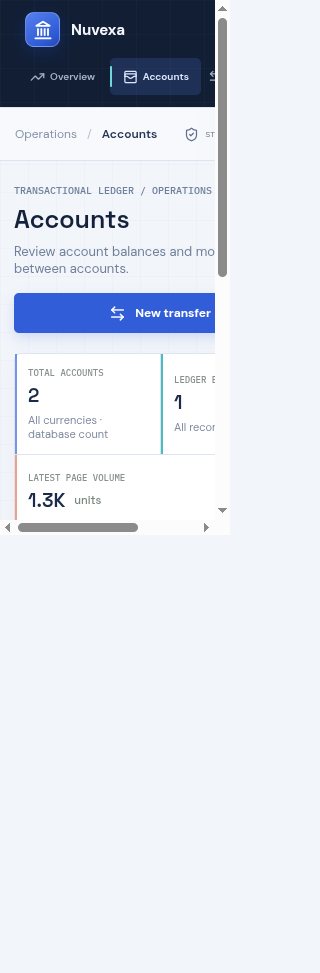 Nuvexa
Overview
Accounts
Operations / Accounts
ST
TRANSACTIONAL LEDGER / OPERATIONS
Accounts
Review account balances and mo
between accounts.
New transfer
TOTAL ACCOUNTS
2
All currencies ·
database count
LEDGER E
1
All recor
LATEST PAGE VOLUME
1.3K units